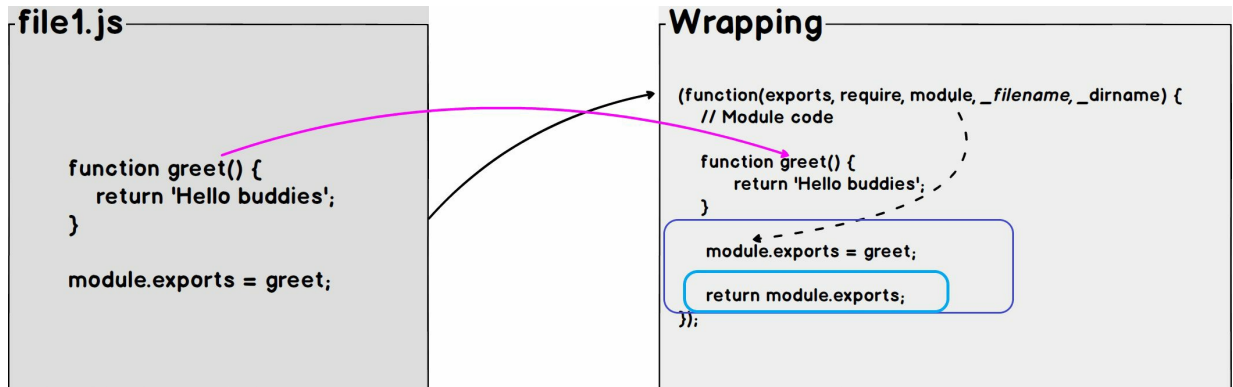 file1.js
function greet() {
return 'Hello buddies';
}
module.exports = greet;
Wrapping
(function(exports, require, module, _filename, _dirname) {
// Module code
function greet() {
return 'Hello buddies';
}
module.exports = greet;
return module.exports;
});